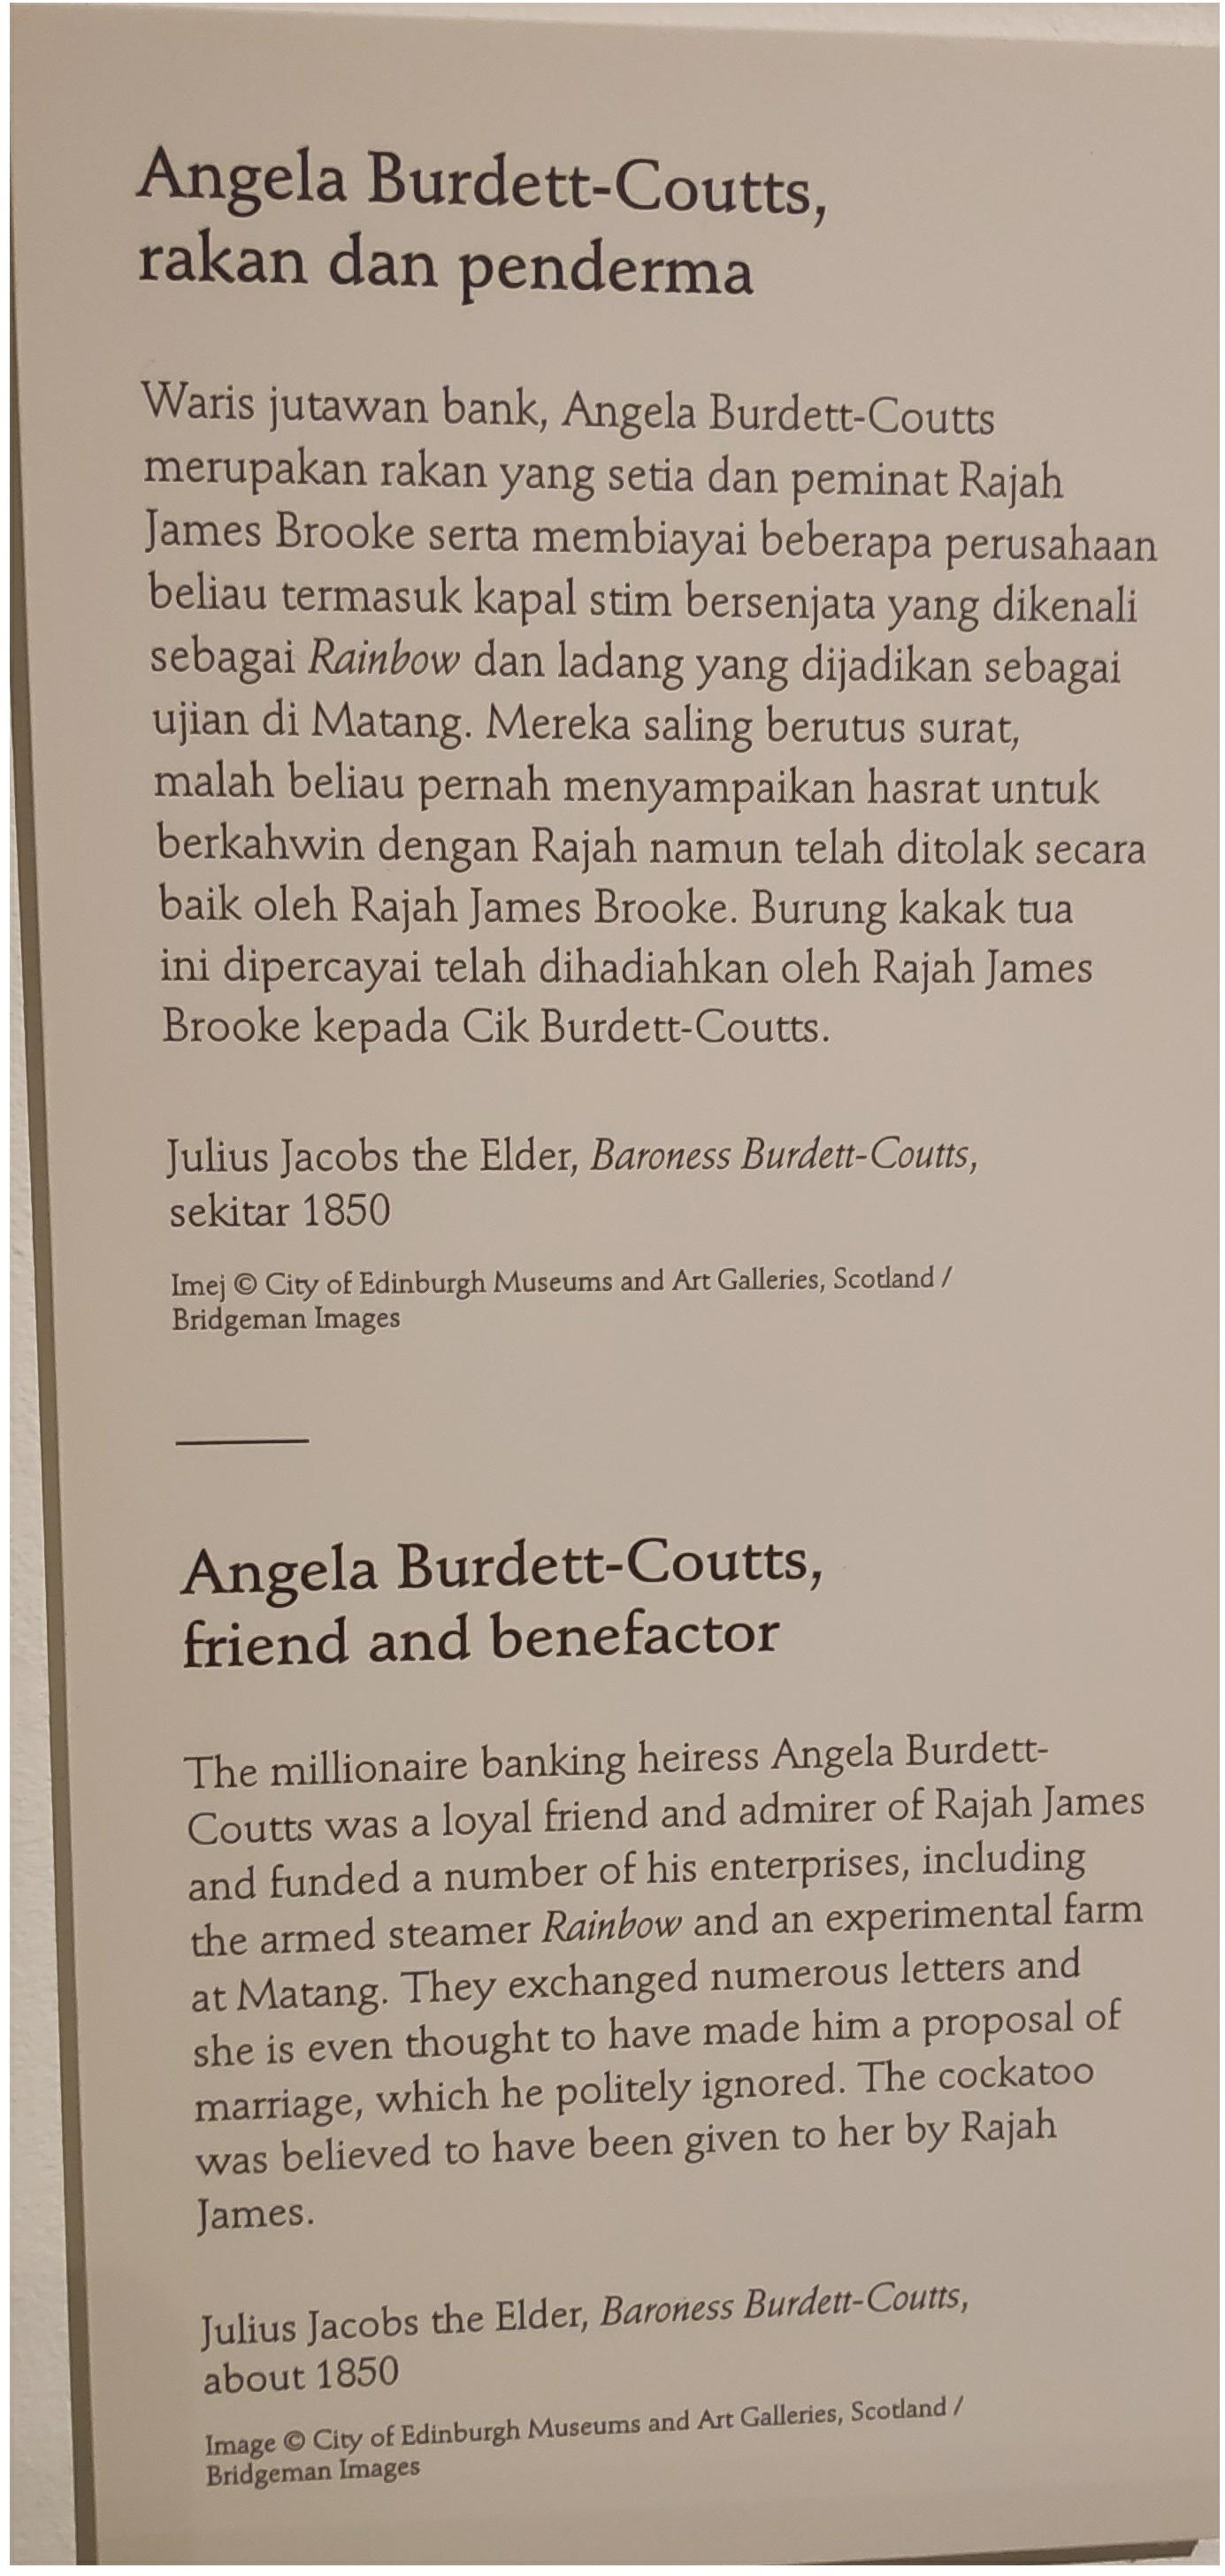 Angela Burdett-Coutts,
rakan dan penderma
Waris jutawan bank, Angela Burdett-Coutts
merupakan rakan yang setia dan peminat Rajah
James Brooke serta membiayai beberapa perusahaan
beliau termasuk kapal stim bersenjata yang dikenali
sebagai Rainbow dan ladang yang dijadikan sebagai
ujian di Matang. Mereka saling berutus surat,
malah beliau pernah menyampaikan hasrat untuk
berkahwin dengan Rajah namun telah ditolak secara
baik oleh Rajah James Brooke. Burung kakak tua
ini dipercayai telah dihadiahkan oleh Rajah James
Brooke kepada Cik Burdett-Coutts.
Julius Jacobs the Elder, Baroness Burdett-Coutts,
sekitar 1850
Imej © City of Edinburgh Museums and Art Galleries, Scotland /
Bridgeman Images
Angela Burdett-Coutts,
friend and benefactor
The millionaire banking heiress Angela Burdett-
Coutts was a loyal friend and admirer of Rajah James
and funded a number of his enterprises, including
the armed steamer Rainbow and an experimental farm
at Matang. They exchanged numerous letters and
she is even thought to have made him a proposal of
marriage, which he politely ignored. The cockatoo
was believed to have been given to her by Rajah
James.
Julius Jacobs the Elder, Baroness Burdett-Coutts,
about 1850
Image © City of Edinburgh Museums and Art Galleries, Scotland /
Bridgeman Images